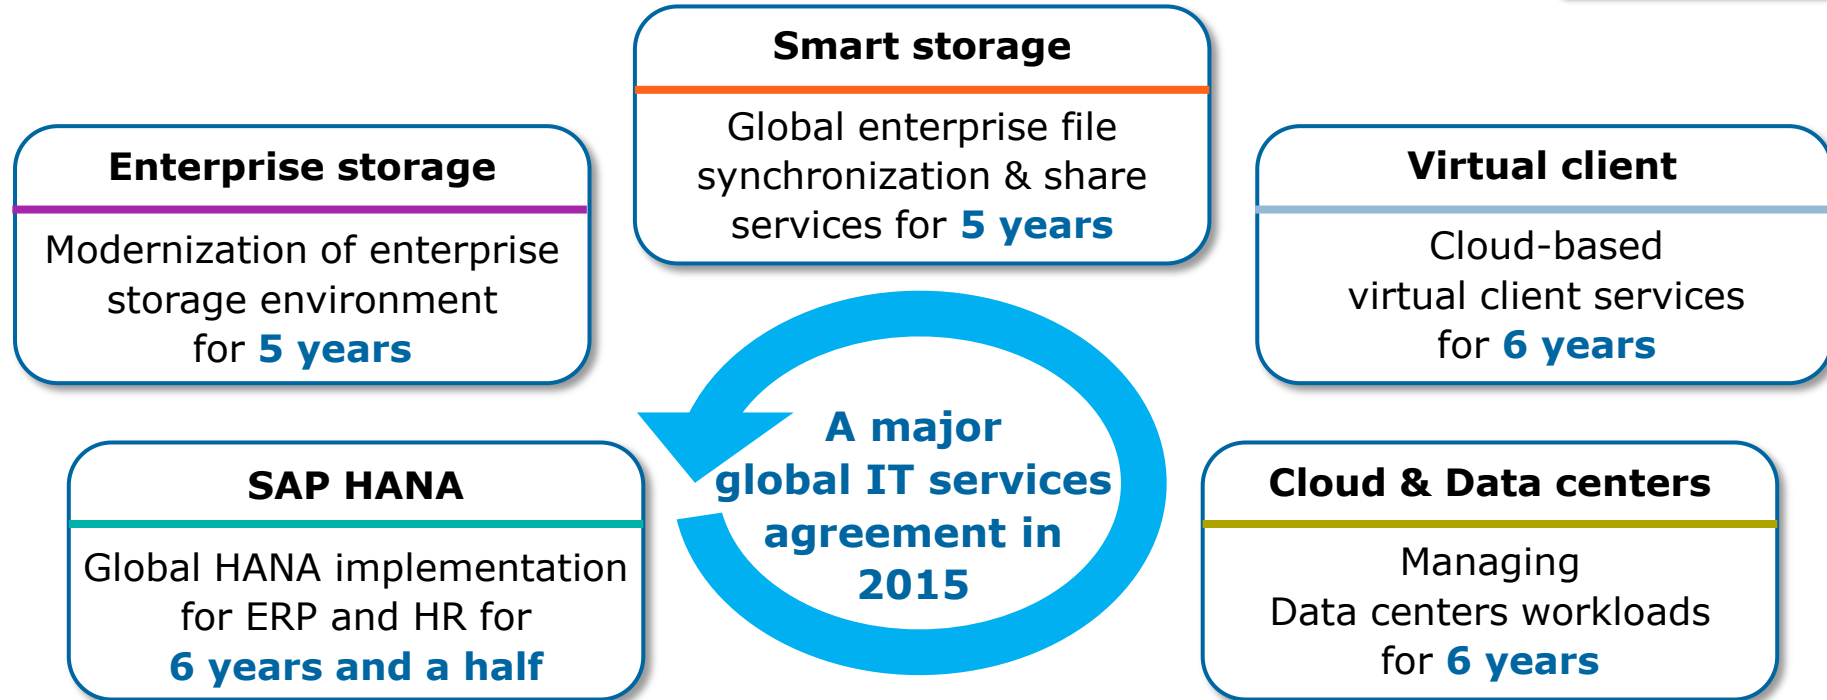 Smart storage
Global enterprise file
synchronization & share
services for 5 years
Enterprise storage
Modernization of enterprise
storage environment
for 5 years
Virtual client
Cloud-based
virtual client services
for 6 years
A major
global IT services
agreement in
2015
SAP HANA
Global HANA implementation
for ERP and HR for
6 years and a half
Cloud & Data centers
Managing
Data centers workloads
for 6 years